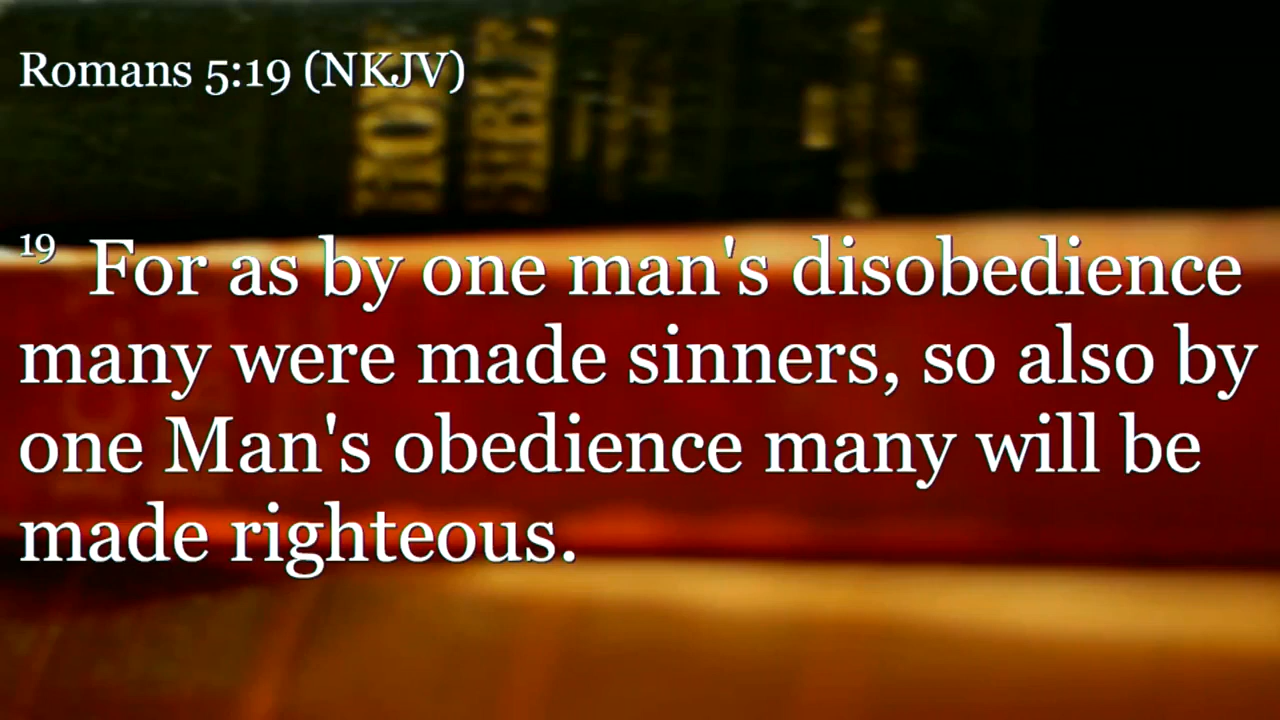 Romans 5:19 (NKJV)
19 For as by one man's disobedience
many were made sinners, so also by
one Man's obedience many will be
made righteous.